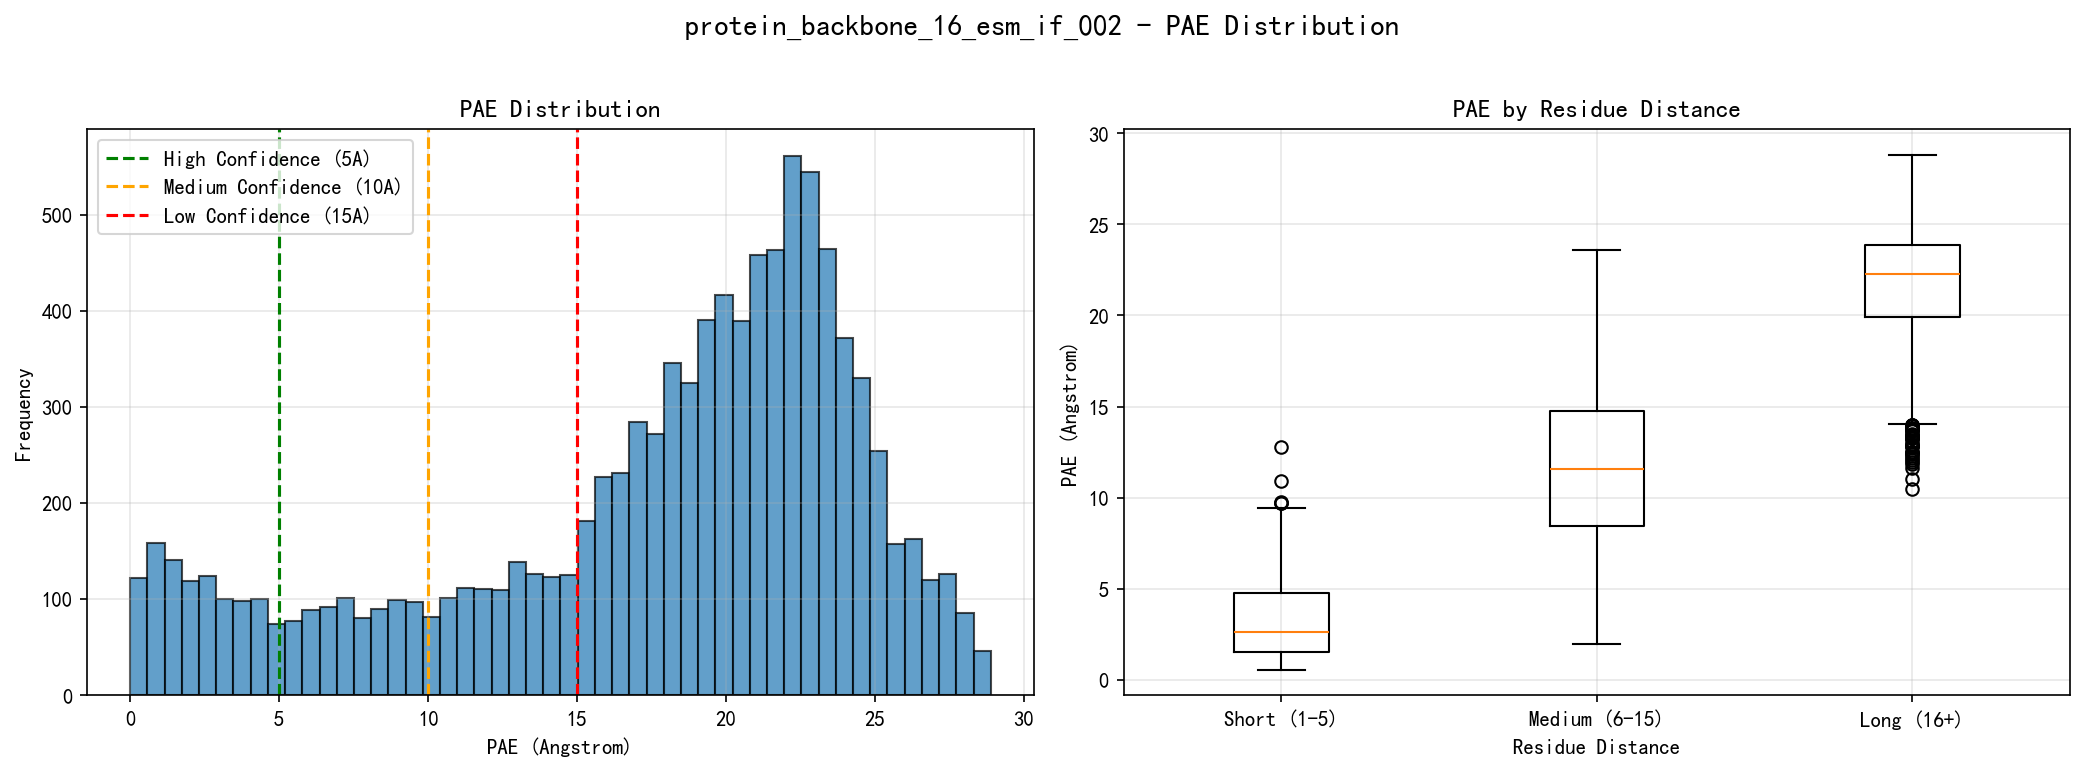 protein_backbone_16_esm_if_002 - PAE Distribution
PAE Distribution
High Confidence (5A)
Medium Confidence (10A)
Low Confidence (15A)
Frequency
500
400
300
200
100
0
0 5 10 15 20 25 30
PAE (Angstrom)
PAE by Residue Distance
PAE (Angstrom)
30
25
20
15
10
5
0
Short (1-5) Medium (6-15) Long (16+)
Residue Distance